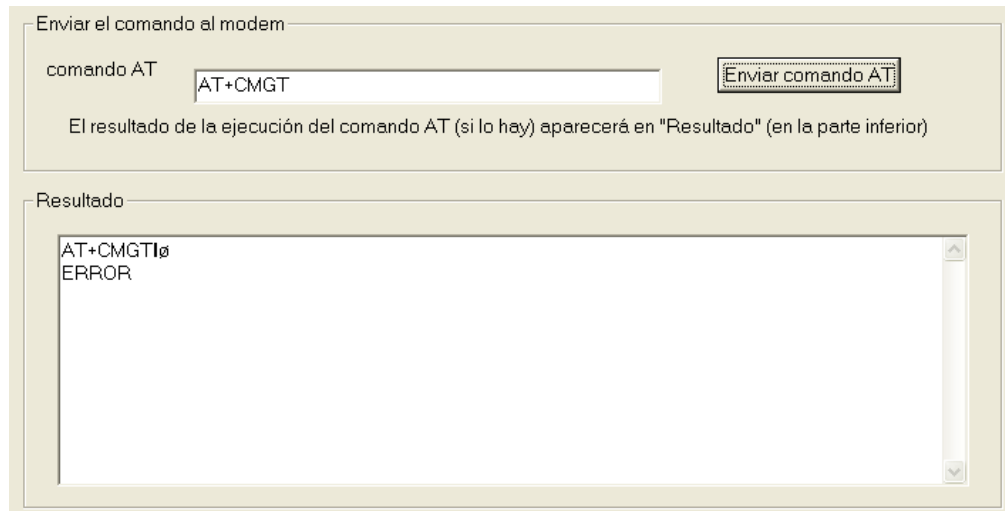 Enviar el comando al modem
comando AT
AT+CMGT
Enviar comando AT
El resultado de la ejecución del comando AT (si lo hay) aparecerá en "Resultado" (en la parte inferior)
Resultado
AT+CMGT‖ø
ERROR